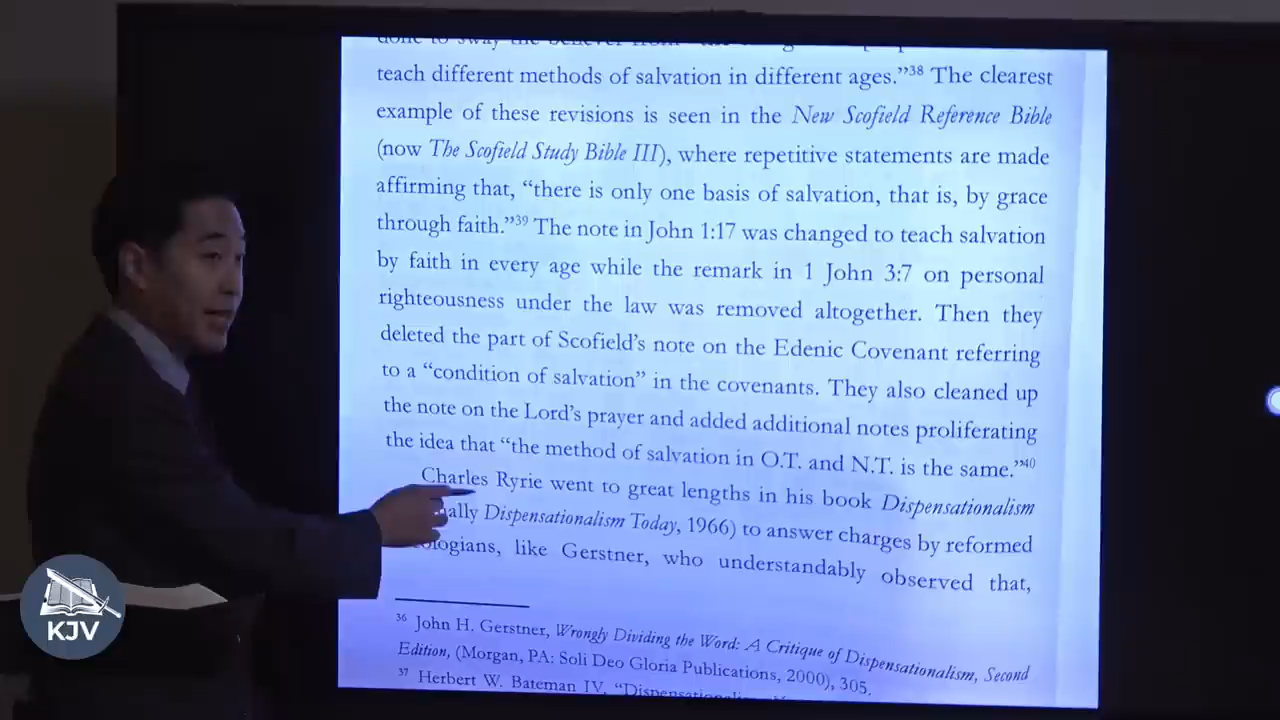 teach different methods of salvation in different ages.”38 The clearest
example of these revisions is seen in the New Scofield Reference Bible
(now The Scofield Study Bible III), where repetitive statements are made
affirming that, “there is only one basis of salvation, that is, by grace
through faith.”39 The note in John 1:17 was changed to teach salvation
by faith in every age while the remark in 1 John 3:7 on personal
righteousness under the law was removed altogether. Then they
deleted the part of Scofield’s note on the Edenic Covenant referring
to a “condition of salvation” in the covenants. They also cleaned up
the note on the Lord’s prayer and added additional notes proliferating
the idea that “the method of salvation in O.T. and N.T. is the same.”40
Charles Ryrie went to great lengths in his book Dispensationalism
ally Dispensationalism Today, 1966) to answer charges by reformed
ologians, like Gerstner, who understandably observed that,
36 John H. Gerstner, Wrongly Dividing the Word: A Critique of Dispensationalism, Second
Edition, (Morgan, PA: Soli Deo Gloria Publications, 2000), 305.
37 Herbert W. Bateman IV,
KJV